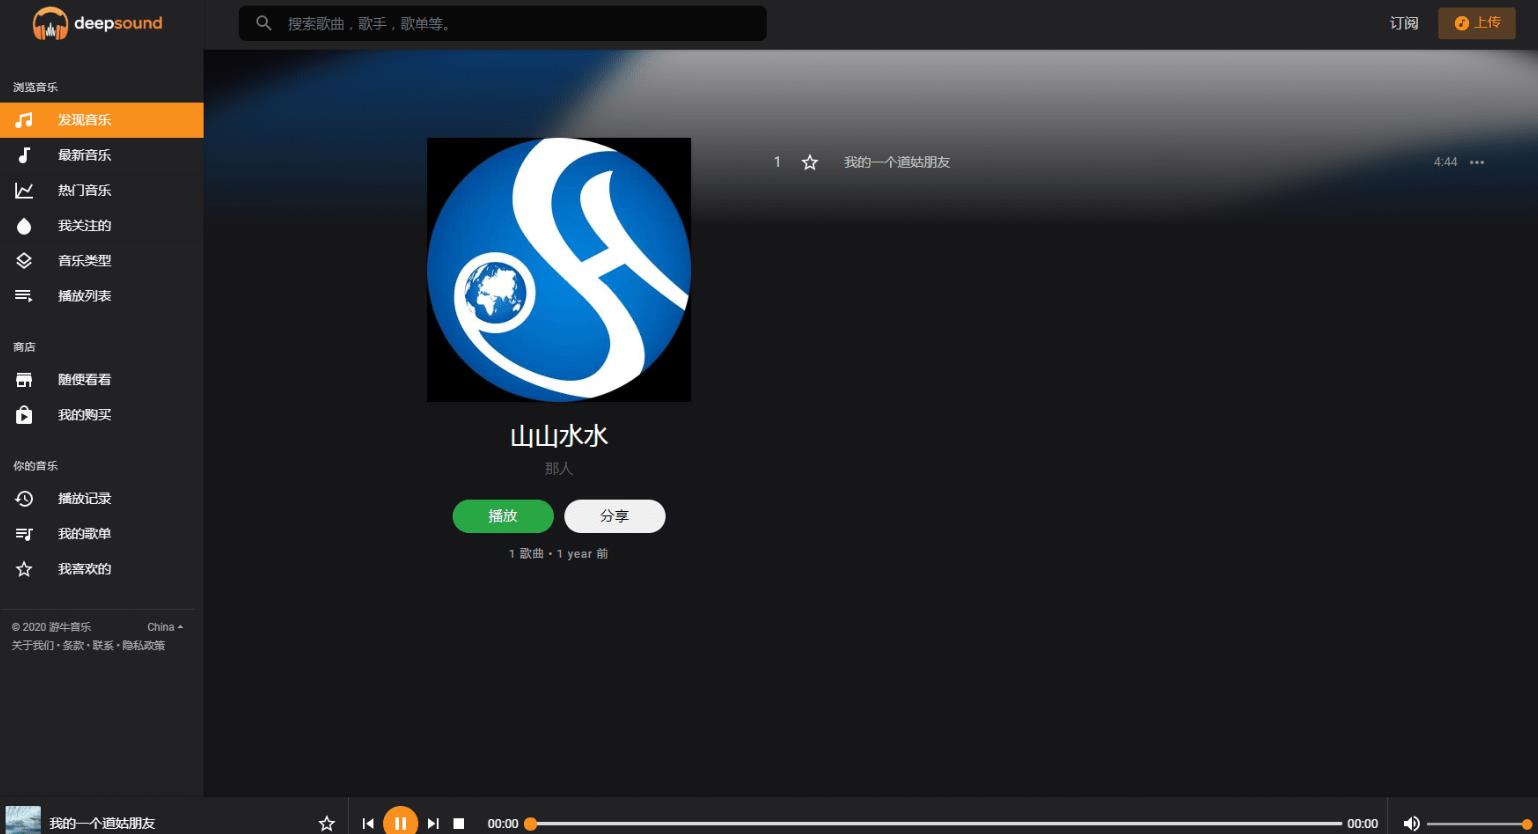 deepsound
搜索歌曲，歌手，歌单等。
订阅
上传
浏览音乐
发现音乐
最新音乐
热门音乐
我关注的
音乐类型
播放列表
商店
随便看看
我的购买
你的音乐
播放记录
我的歌单
我喜欢的
© 2020 游牛音乐
China
关于我们 • 条款 • 联系 • 隐私政策
1 我的一个道姑朋友 4:44
山山水水
那人
播放
分享
1 歌曲 • 1 year 前
我的一个道姑朋友
00:00
00:00